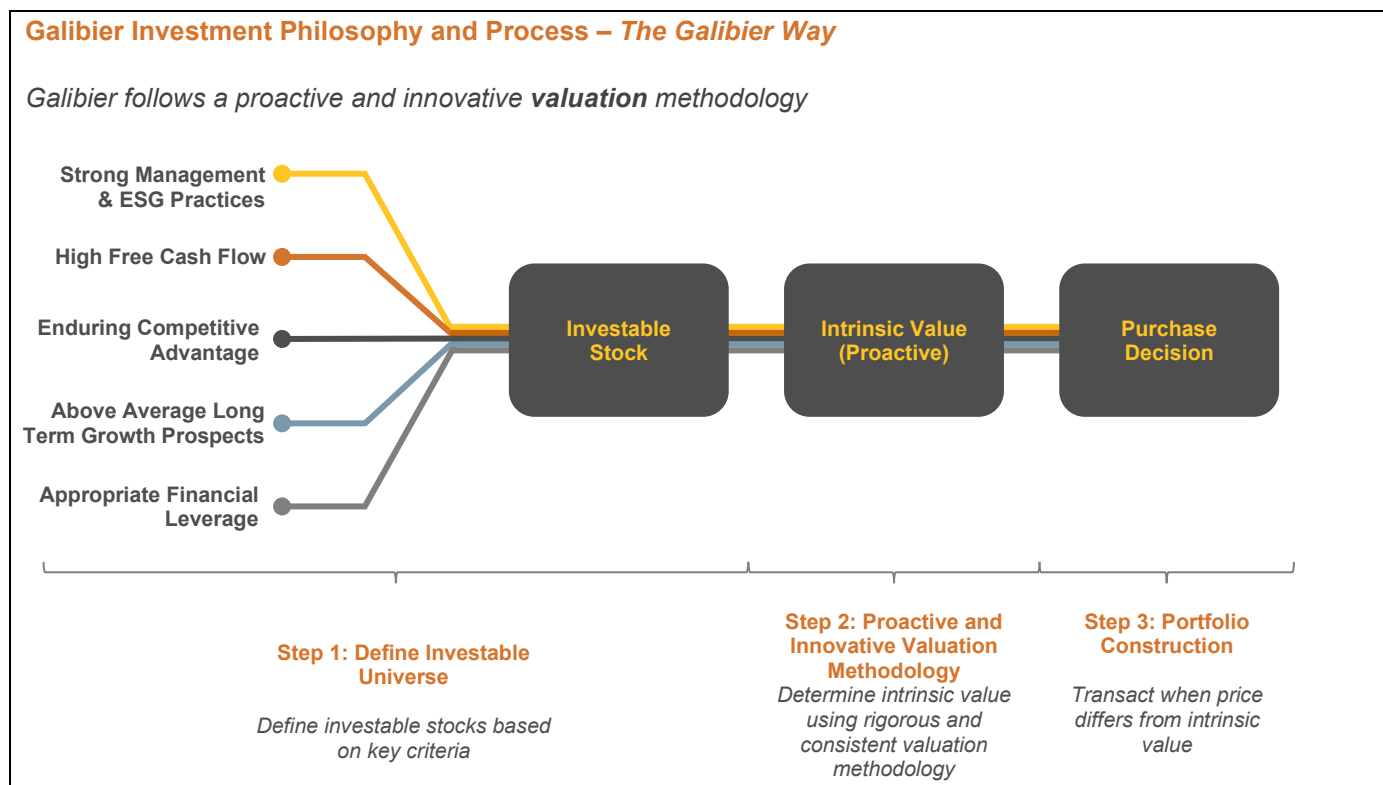 Galibier Investment Philosophy and Process – The Galibier Way
Galibier follows a proactive and innovative valuation methodology
Strong Management
& ESG Practices
High Free Cash Flow
Enduring Competitive
Advantage
Above Average Long
Term Growth Prospects
Appropriate Financial
Leverage
Investable
Stock
Intrinsic Value
(Proactive)
Purchase
Decision
Step 1: Define Investable
Universe
Define investable stocks based
on key criteria
Step 2: Proactive and
Innovative Valuation
Methodology
Determine intrinsic value
using rigorous and
consistent valuation
methodology
Step 3: Portfolio
Construction
Transact when price
differs from intrinsic
value